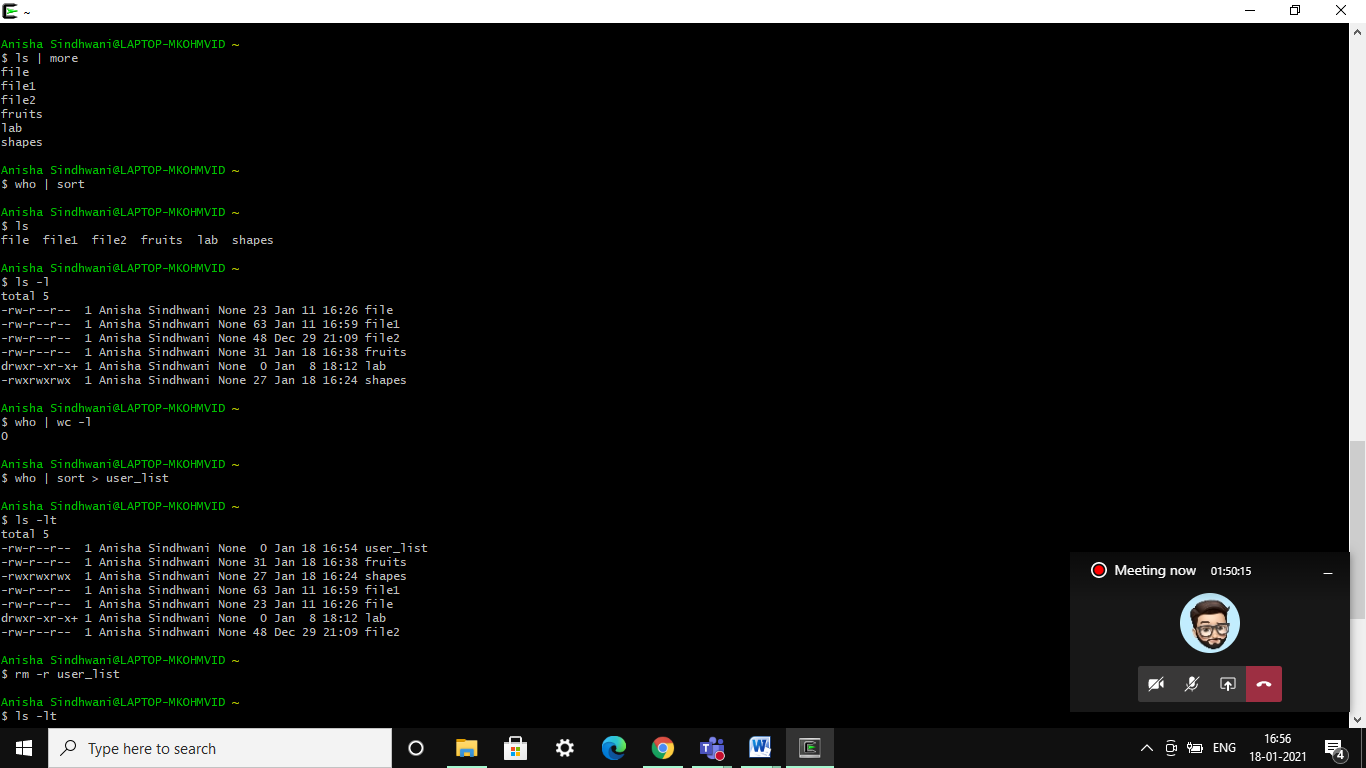 ~
Anisha Sindhwani@LAPTOP-MKOHMVID ~
$ ls | more
file
file1
file2
fruits
lab
shapes
Anisha Sindhwani@LAPTOP-MKOHMVID ~
$ who | sort
Anisha Sindhwani@LAPTOP-MKOHMVID ~
$ ls
file  file1  file2  fruits  lab  shapes
Anisha Sindhwani@LAPTOP-MKOHMVID ~
$ ls -l
total 5
-rw-r--r--  1 Anisha Sindhwani None 23 Jan 11 16:26 file
-rw-r--r--  1 Anisha Sindhwani None 63 Jan 11 16:59 file1
-rw-r--r--  1 Anisha Sindhwani None 48 Dec 29 21:09 file2
-rw-r--r--  1 Anisha Sindhwani None 31 Jan 18 16:38 fruits
drwxr-xr-x+ 1 Anisha Sindhwani None  0 Jan  8 18:12 lab
-rwxrwxrwx  1 Anisha Sindhwani None 27 Jan 18 16:24 shapes
Anisha Sindhwani@LAPTOP-MKOHMVID ~
$ who | wc -l
0
Anisha Sindhwani@LAPTOP-MKOHMVID ~
$ who | sort > user_list
Anisha Sindhwani@LAPTOP-MKOHMVID ~
$ ls -lt
total 5
-rw-r--r--  1 Anisha Sindhwani None  0 Jan 18 16:54 user_list
-rw-r--r--  1 Anisha Sindhwani None 31 Jan 18 16:38 fruits
-rwxrwxrwx  1 Anisha Sindhwani None 27 Jan 18 16:24 shapes
-rw-r--r--  1 Anisha Sindhwani None 63 Jan 11 16:59 file1
-rw-r--r--  1 Anisha Sindhwani None 23 Jan 11 16:26 file
drwxr-xr-x+ 1 Anisha Sindhwani None  0 Jan  8 18:12 lab
-rw-r--r--  1 Anisha Sindhwani None 48 Dec 29 21:09 file2
Anisha Sindhwani@LAPTOP-MKOHMVID ~
$ rm -r user_list
Anisha Sindhwani@LAPTOP-MKOHMVID ~
$ ls -lt
Meeting now 01:50:15
Type here to search
ENG
16:56
18-01-2021
4